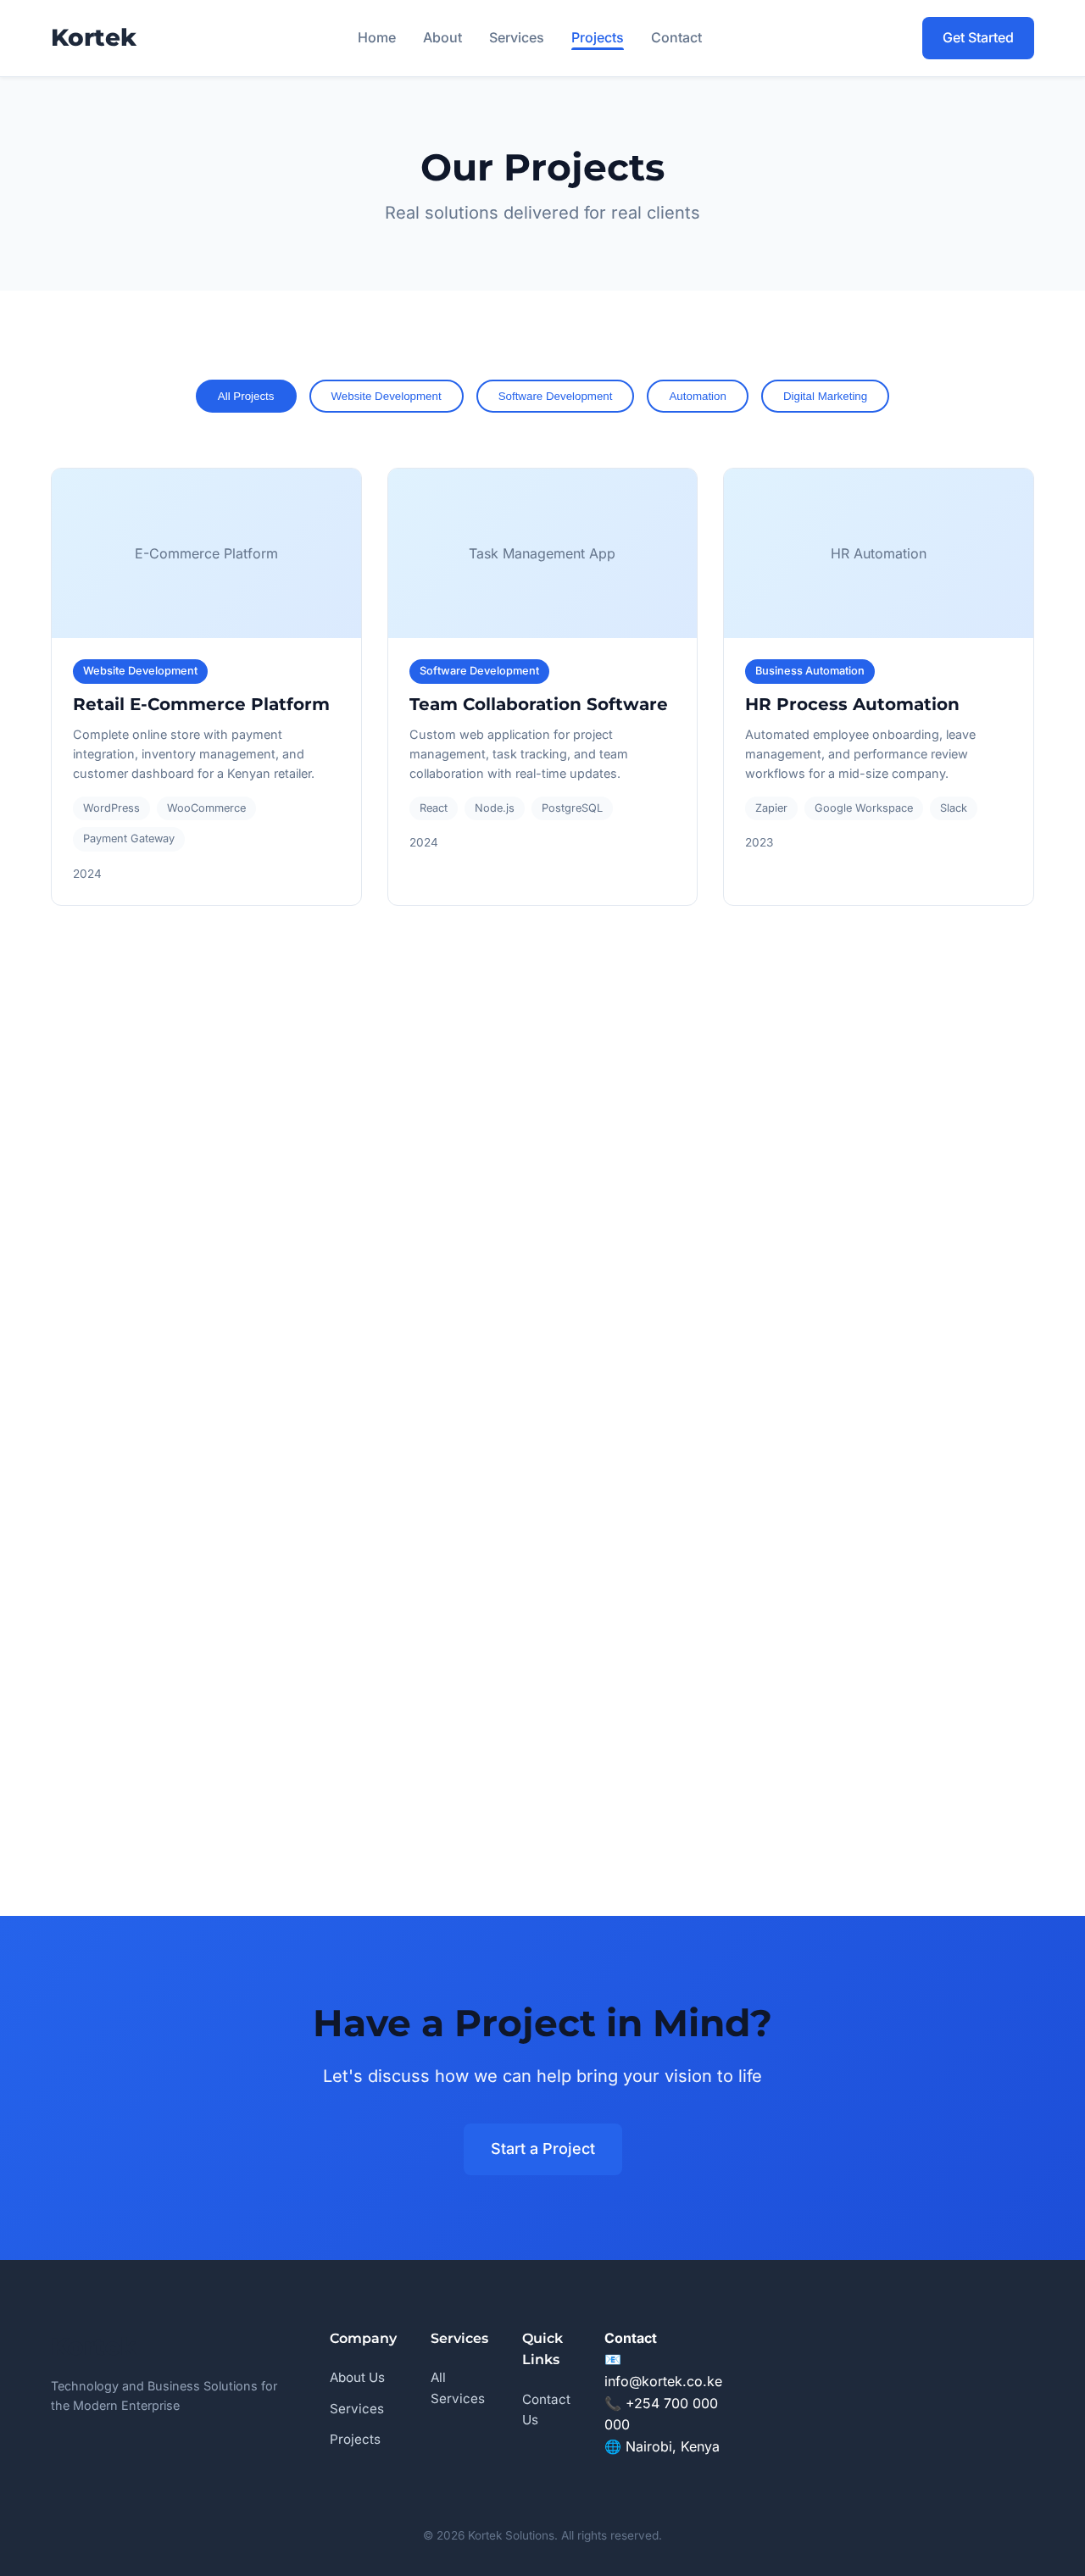 Kortek
Home
About
Services
Projects
Contact
Get Started
Our Projects
Real solutions delivered for real clients
All Projects
Website Development
Software Development
Automation
Digital Marketing
E-Commerce Platform
Website Development
Retail E-Commerce Platform
Complete online store with payment
integration, inventory management, and
customer dashboard for a Kenyan retailer.
WordPress
WooCommerce
Payment Gateway
2024
Task Management App
Software Development
Team Collaboration Software
Custom web application for project
management, task tracking, and team
collaboration with real-time updates.
React
Node.js
PostgreSQL
2024
HR Automation
Business Automation
HR Process Automation
Automated employee onboarding, leave
management, and performance review
workflows for a mid-size company.
Zapier
Google Workspace
Slack
2023
Have a Project in Mind?
Let's discuss how we can help bring your vision to life
Start a Project
Technology and Business Solutions for
the Modern Enterprise
Company
About Us
Services
Projects
Services
All
Services
Quick
Links
Contact
Us
Contact
📧
info@kortek.co.ke
📞 +254 700 000
000
🌐 Nairobi, Kenya
© 2026 Kortek Solutions. All rights reserved.